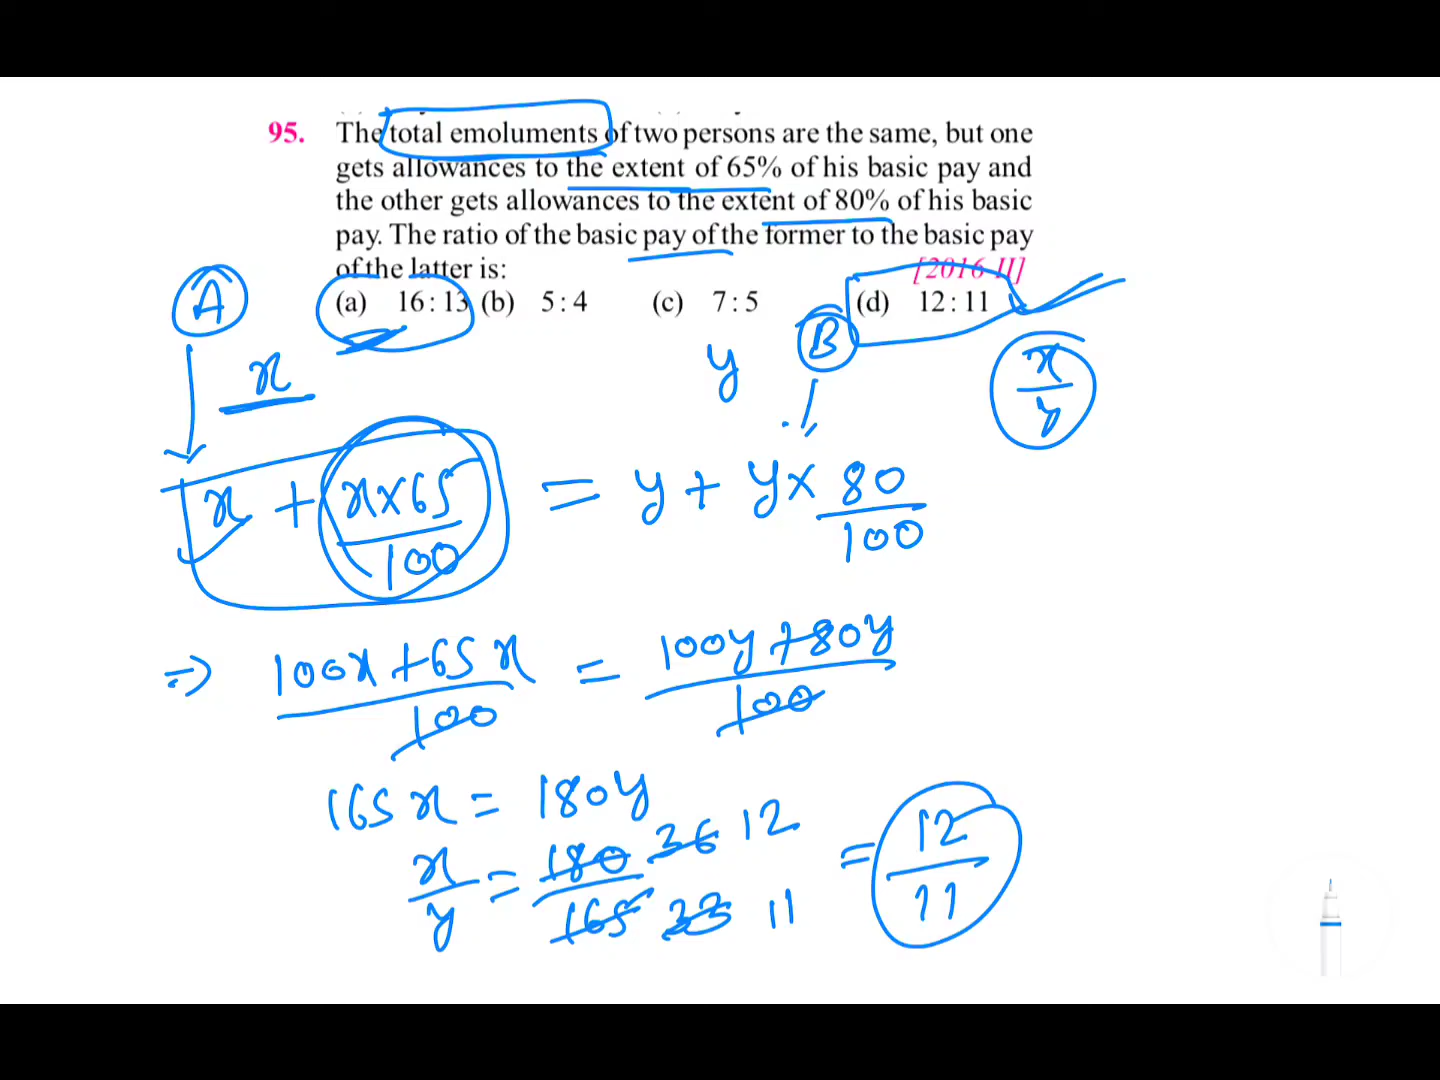 95. The total emoluments of two persons are the same, but one
gets allowances to the extent of 65% of his basic pay and
the other gets allowances to the extent of 80% of his basic
pay. The ratio of the basic pay of the former to the basic pay
of the latter is: [2016-II]
(a) 16 : 13 (b) 5 : 4 (c) 7 : 5 (d) 12 : 11
A
B
x
y
x/y
x + x×65/100 = y + y×80/100
⇒ 100x+65x/100 = 100y+80y/100
165x = 180y
x/y = 180/165 36/33 12/11 = 12/11